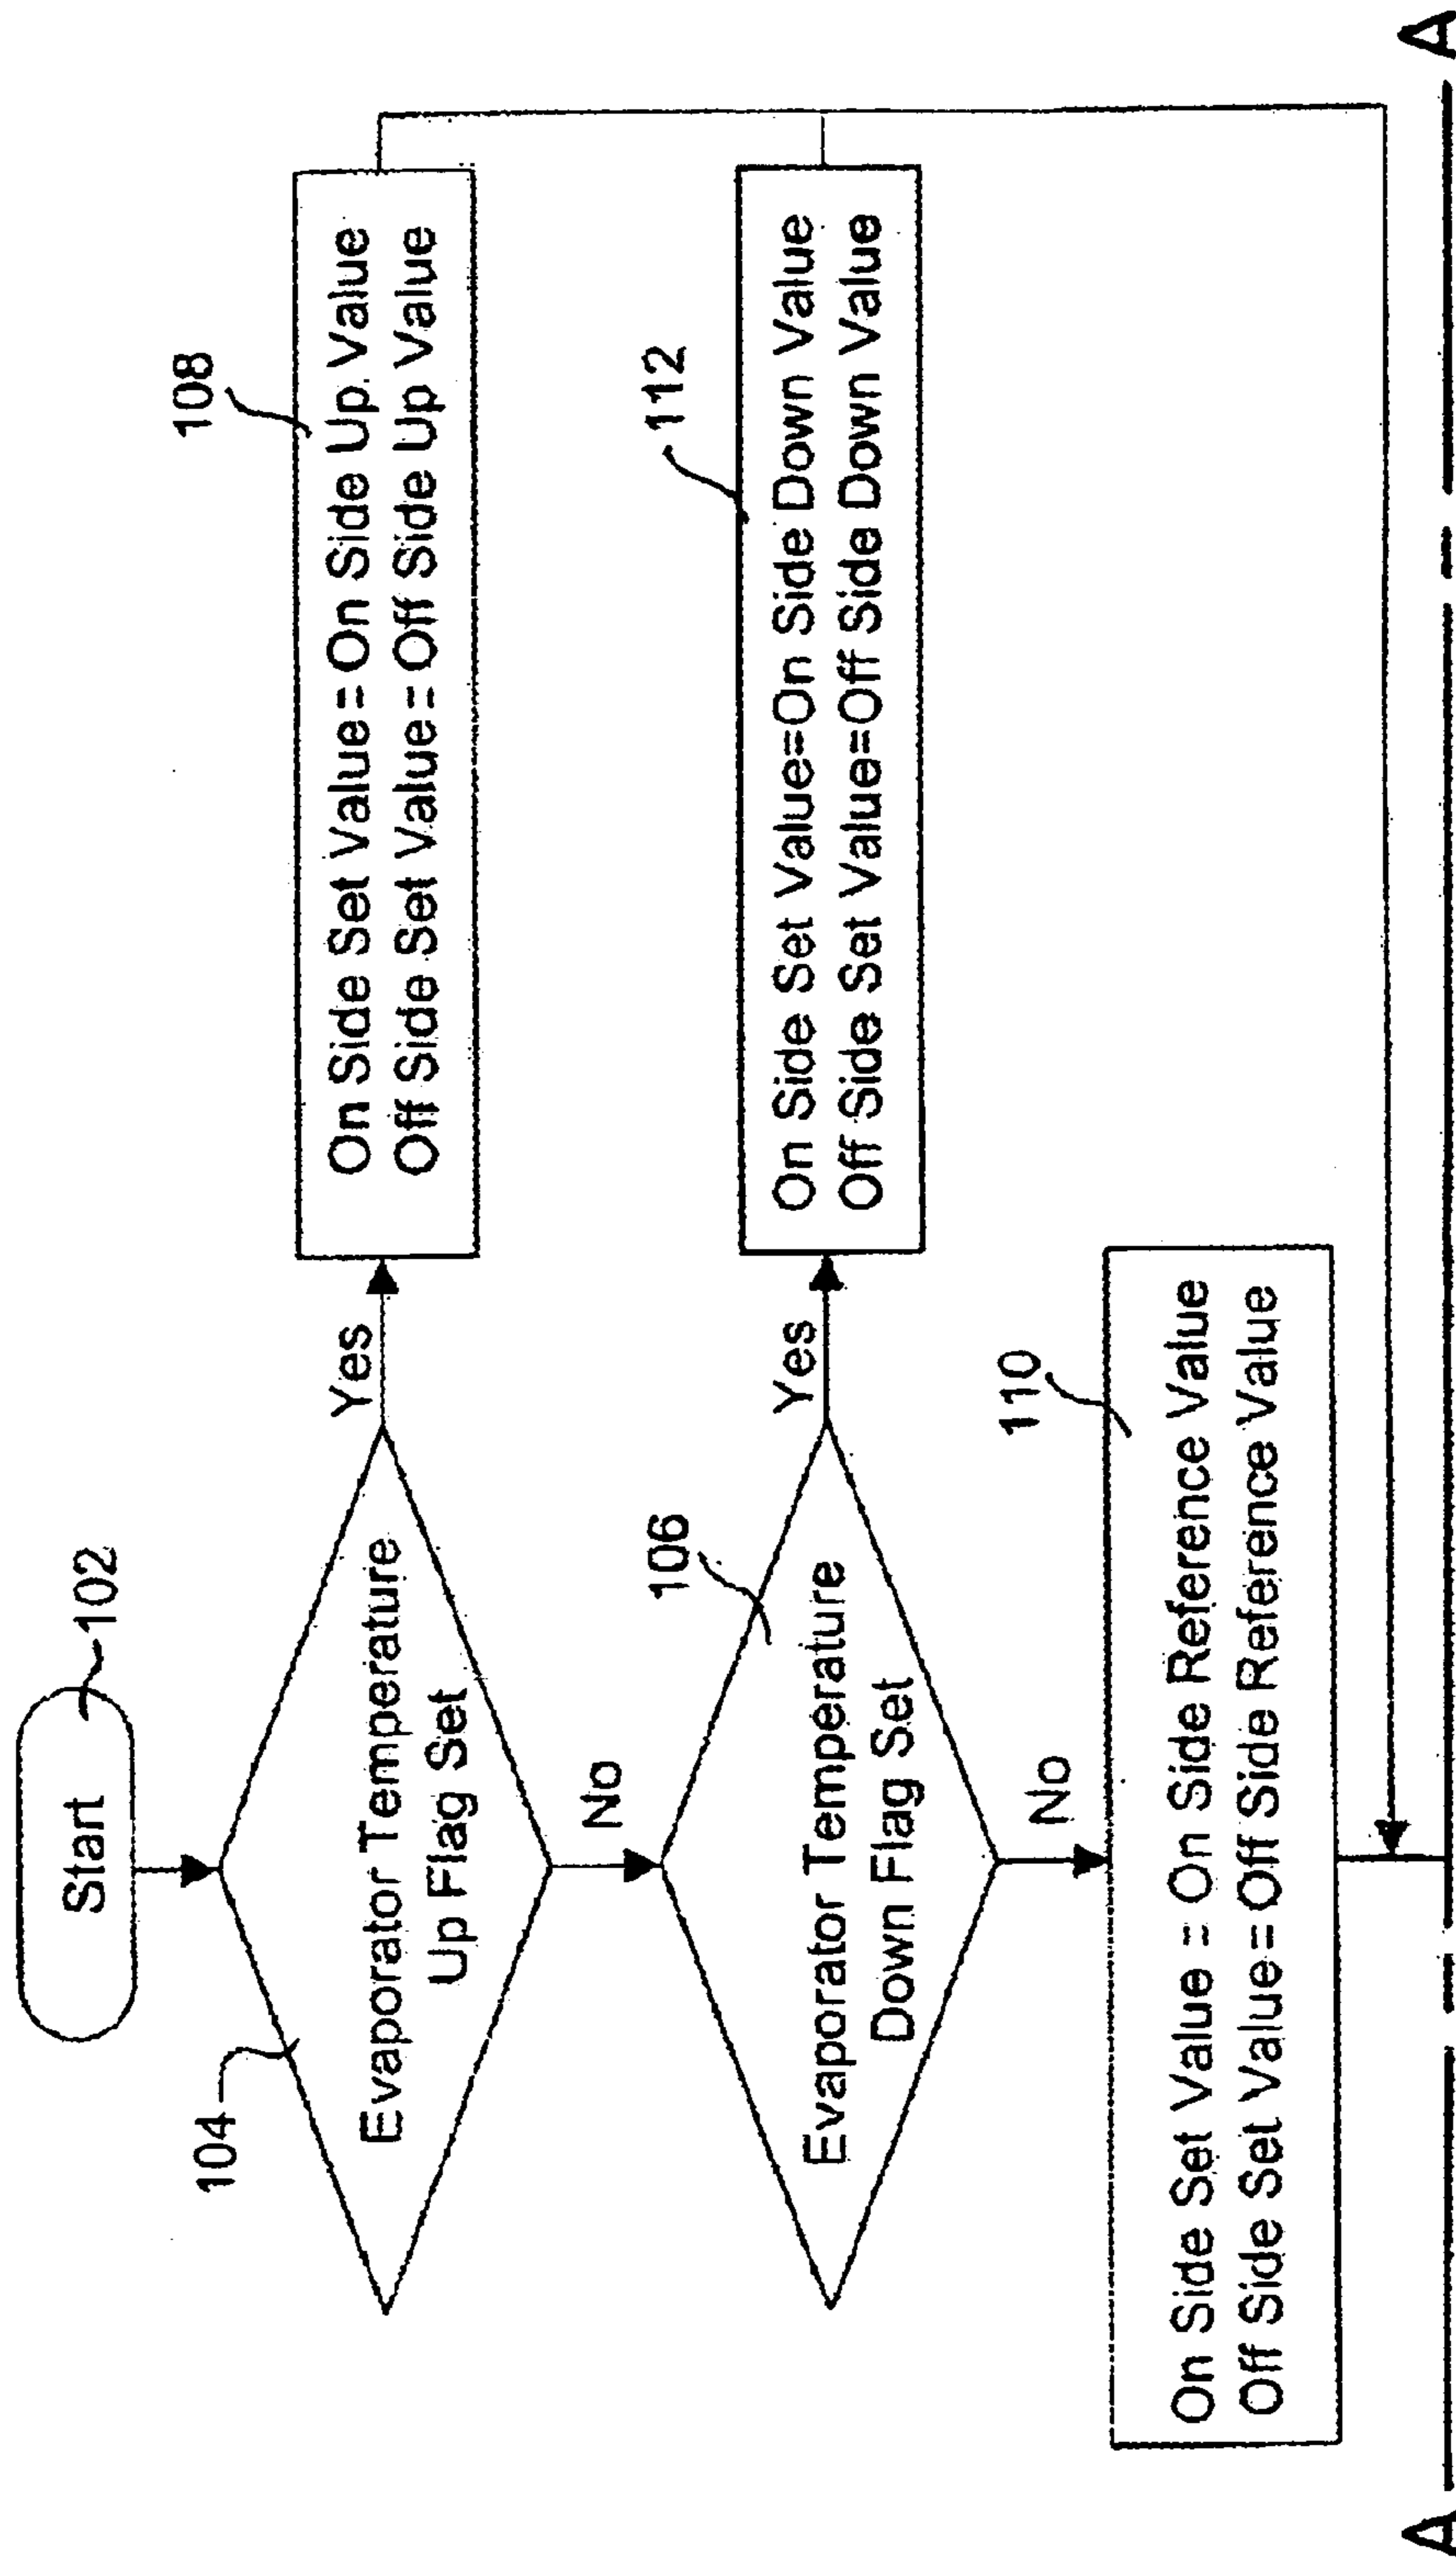 Start
102
104
Evaporator Temperature
Up Flag Set
Yes
108
On Side Set Value = On Side Up Value
Off Side Set Value = Off Side Up Value
No
106
Evaporator Temperature
Down Flag Set
Yes
112
On Side Set Value=On Side Down Value
Off Side Set Value=Off Side Down Value
No
110
On Side Set Value = On Side Reference Value
Off Side Set Value = Off Side Reference Value
A
A